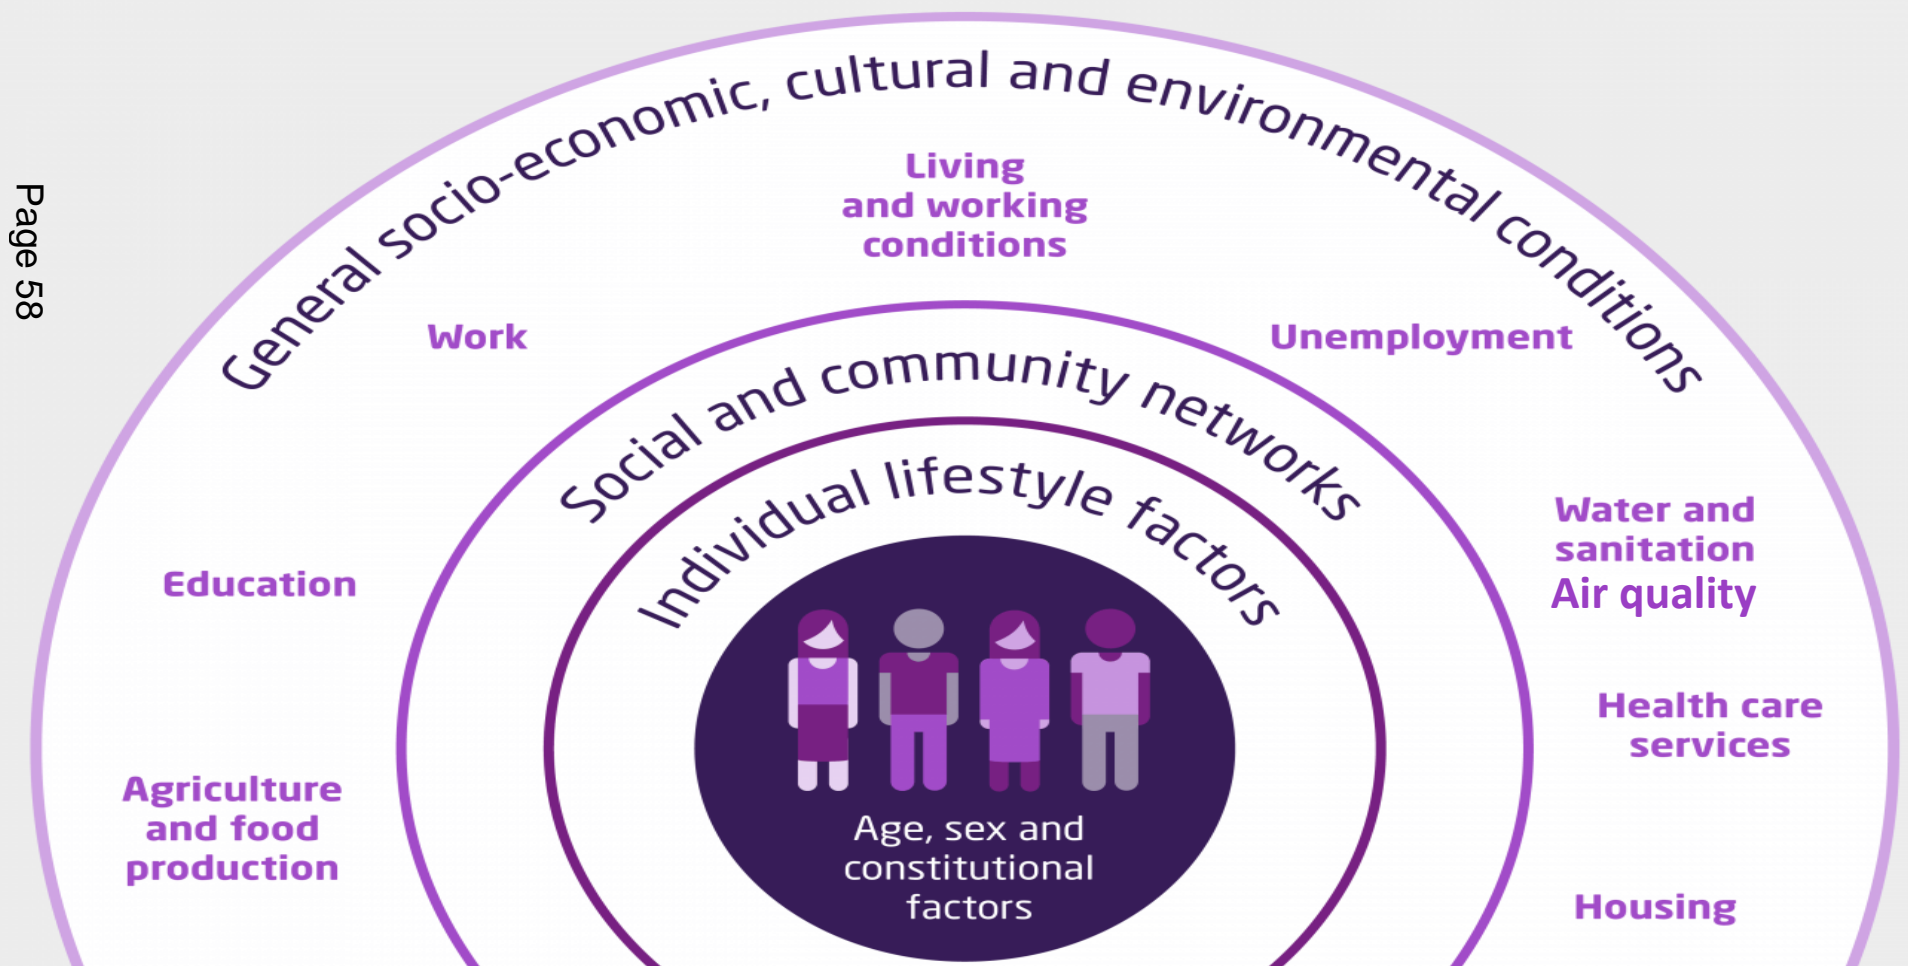 Page 58
General socio-economic, cultural and environmental conditions
Living
and working
conditions
Work
Unemployment
Social and community networks
Individual lifestyle factors
Education
Water and
sanitation
Air quality
Health care
services
Agriculture
and food
production
Housing
Age, sex and
constitutional
factors